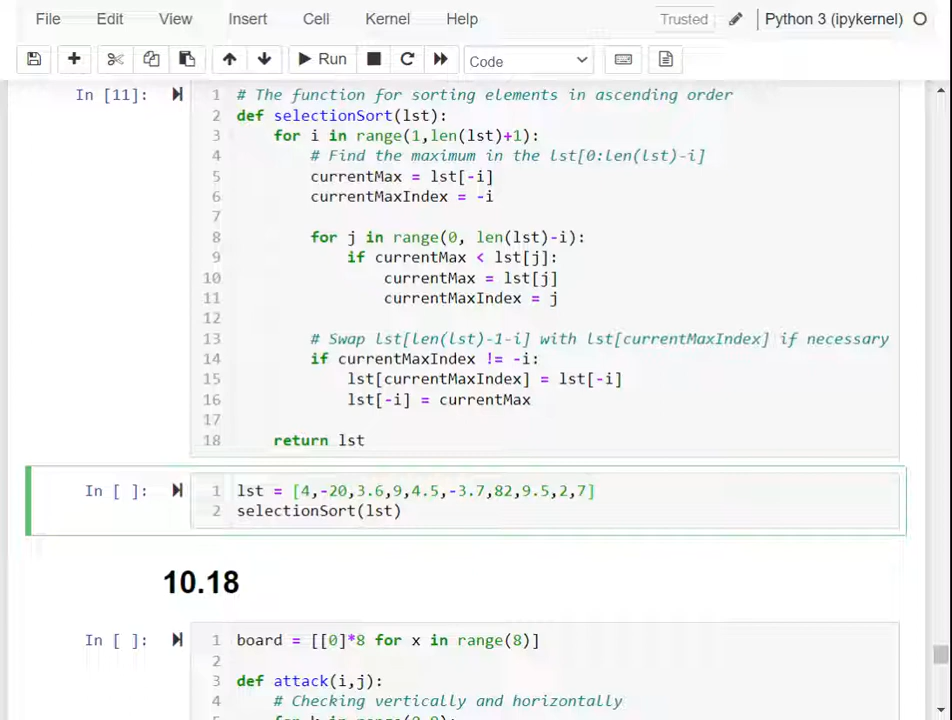 File Edit View Insert Cell Kernel Help Trusted Python 3 (ipykernel)
Run Code
In [11]: 1 # The function for sorting elements in ascending order
2 def selectionSort(lst):
3 for i in range(1,len(lst)+1):
4 # Find the maximum in the lst[0:len(lst)-i]
5 currentMax = lst[-i]
6 currentMaxIndex = -i
7
8 for j in range(0, len(lst)-i):
9 if currentMax < lst[j]:
10 currentMax = lst[j]
11 currentMaxIndex = j
12
13 # Swap lst[len(lst)-1-i] with lst[currentMaxIndex] if necessary
14 if currentMaxIndex != -i:
15 lst[currentMaxIndex] = lst[-i]
16 lst[-i] = currentMax
17
18 return lst
In [ ]: 1 lst = [4,-20,3.6,9,4.5,-3.7,82,9.5,2,7]
2 selectionSort(lst)
10.18
In [ ]: 1 board = [[0]*8 for x in range(8)]
2
3 def attack(i,j):
4 # Checking vertically and horizontally